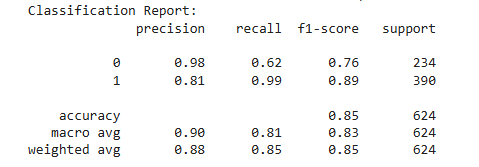 Classification Report:
precision recall f1-score support
0 0.98 0.62 0.76 234
1 0.81 0.99 0.89 390
accuracy 0.85 624
macro avg 0.90 0.81 0.83 624
weighted avg 0.88 0.85 0.85 624